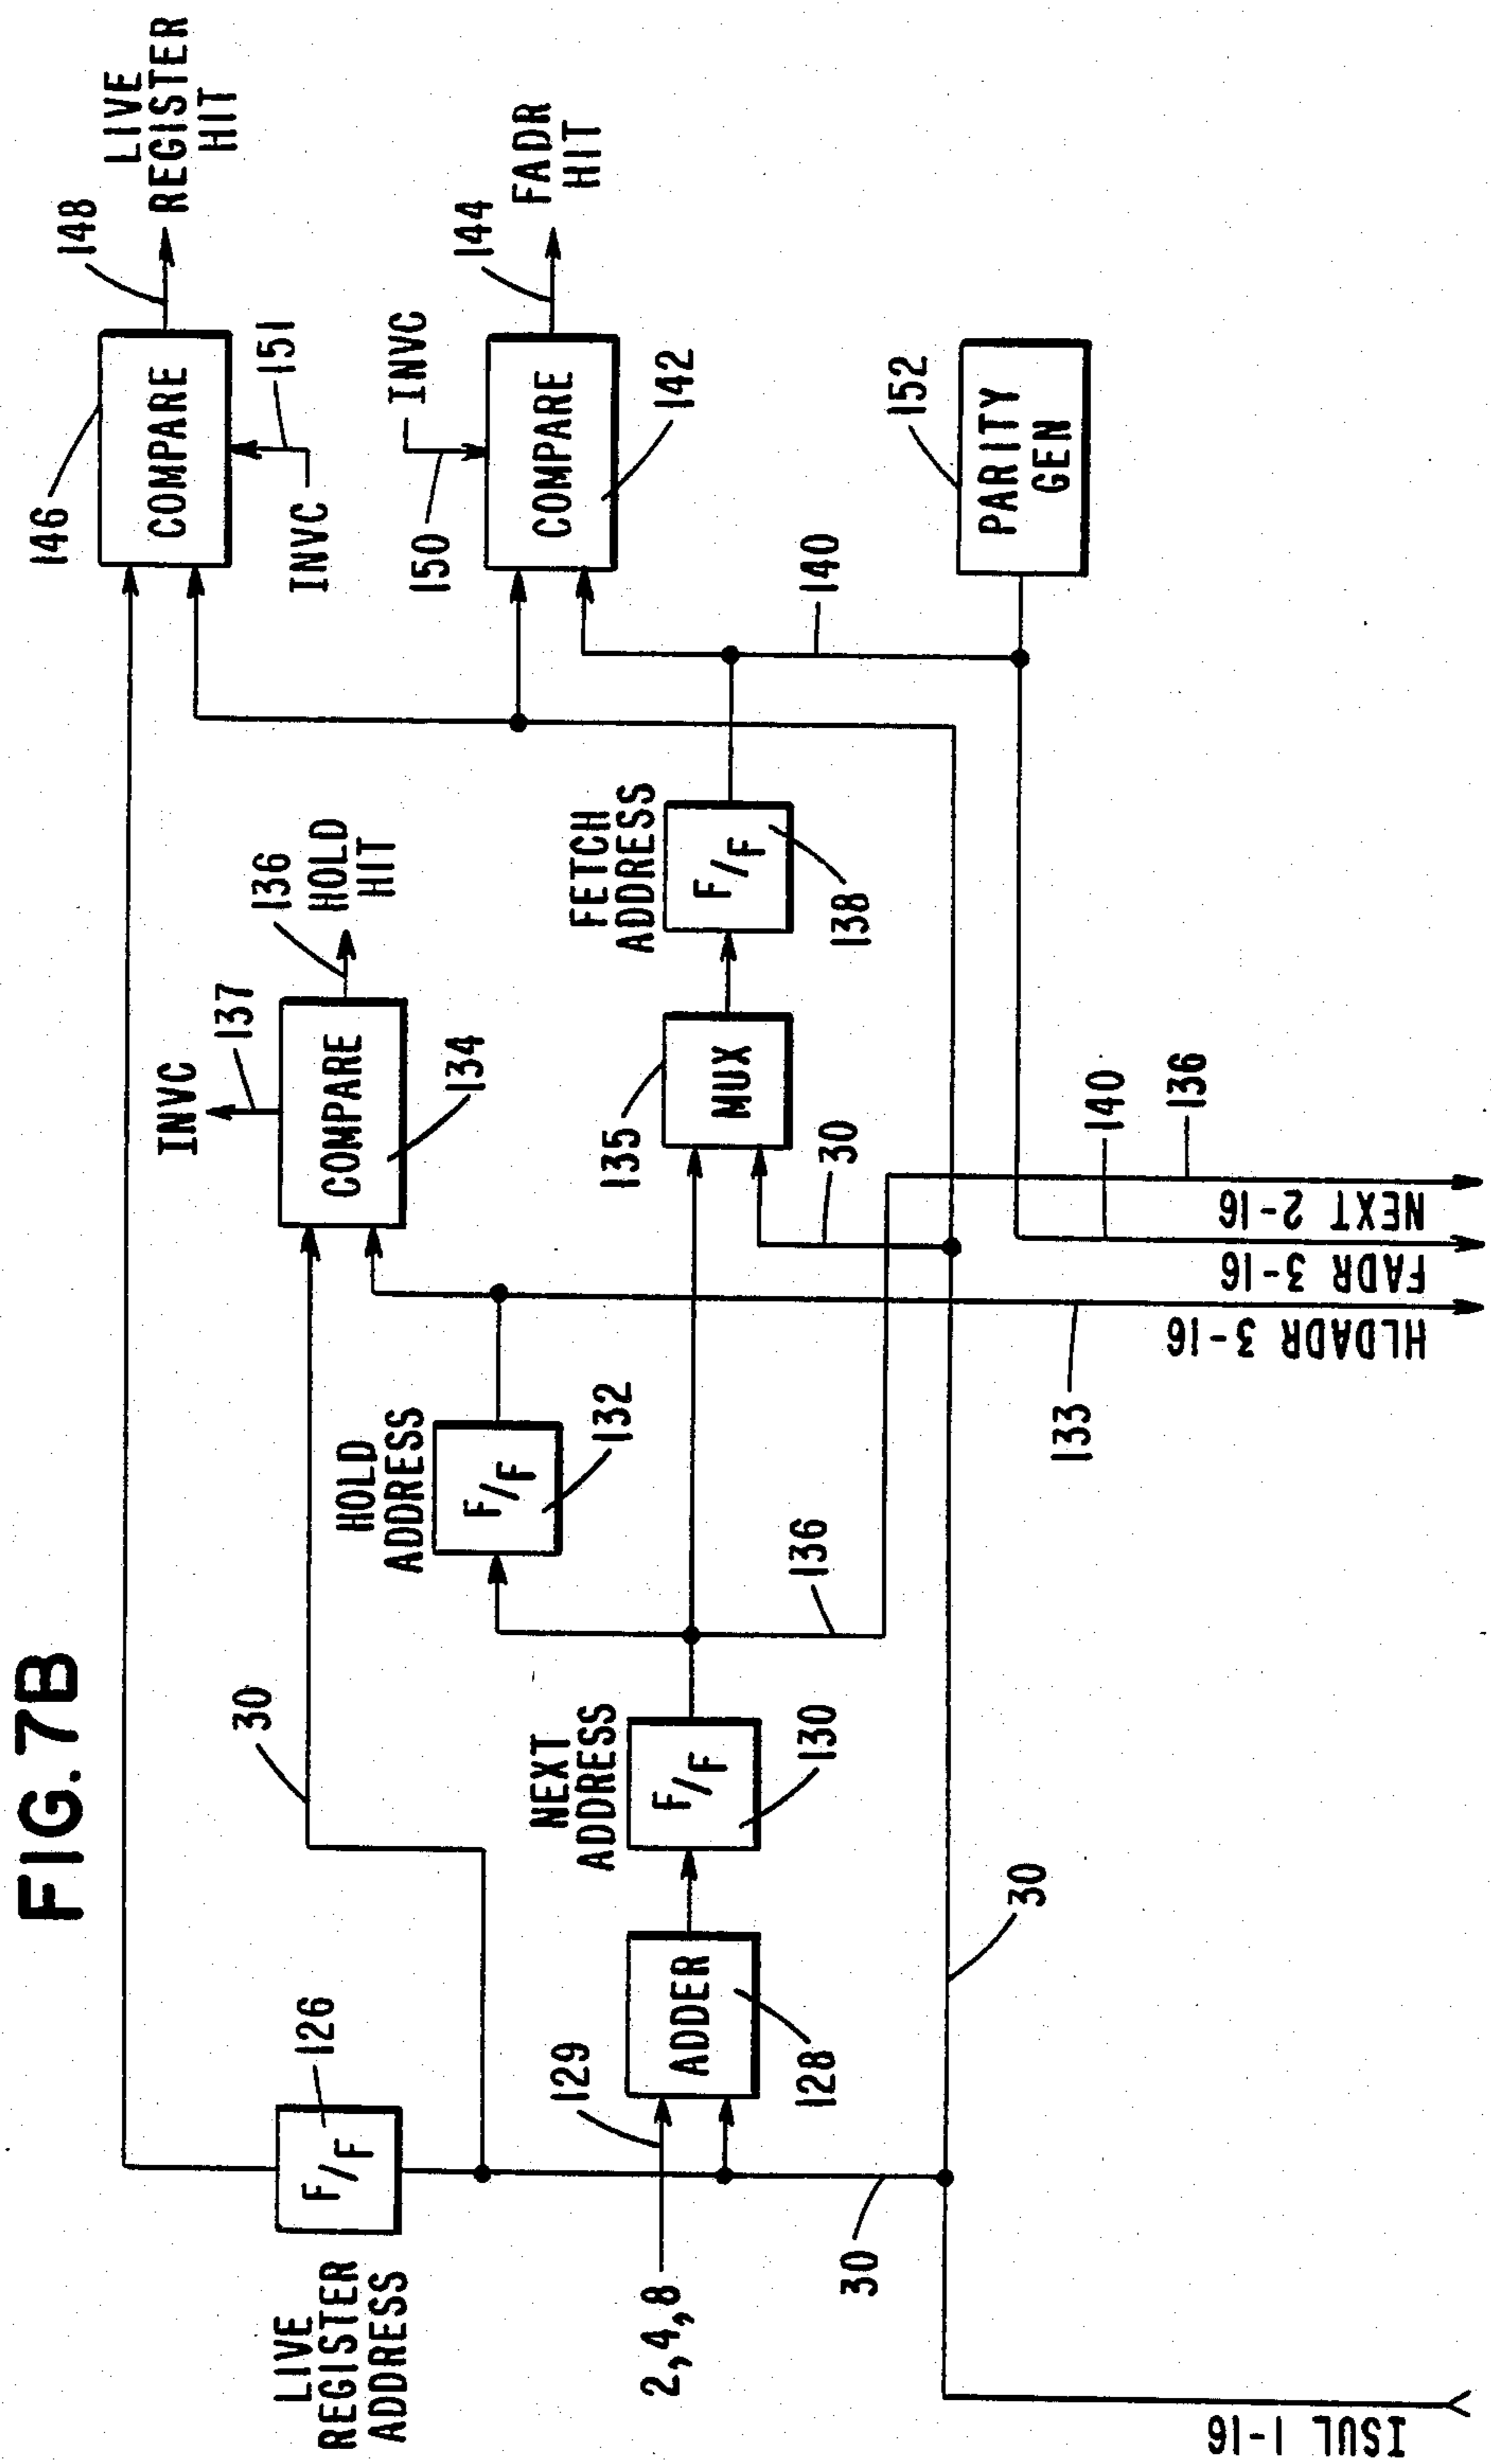 FIG. 7B
LIVE
REGISTER
ADDRESS
F/F
126
30
146
COMPARE
148
LIVE
REGISTER
HIT
INVC
151
INVC
137
COMPARE
134
136
HOLD
HIT
HOLD
ADDRESS
F/F
132
INVC
150
COMPARE
142
144
FADR
HIT
2,4,8
129
ADDER
128
NEXT
ADDRESS
F/F
130
136
135
MUX
30
FETCH
ADDRESS
F/F
138
140
152
PARITY
GEN
30
30
133
140
136
ISUL 1-16
HLDADR 3-16
FADR 3-16
NEXT 2-16